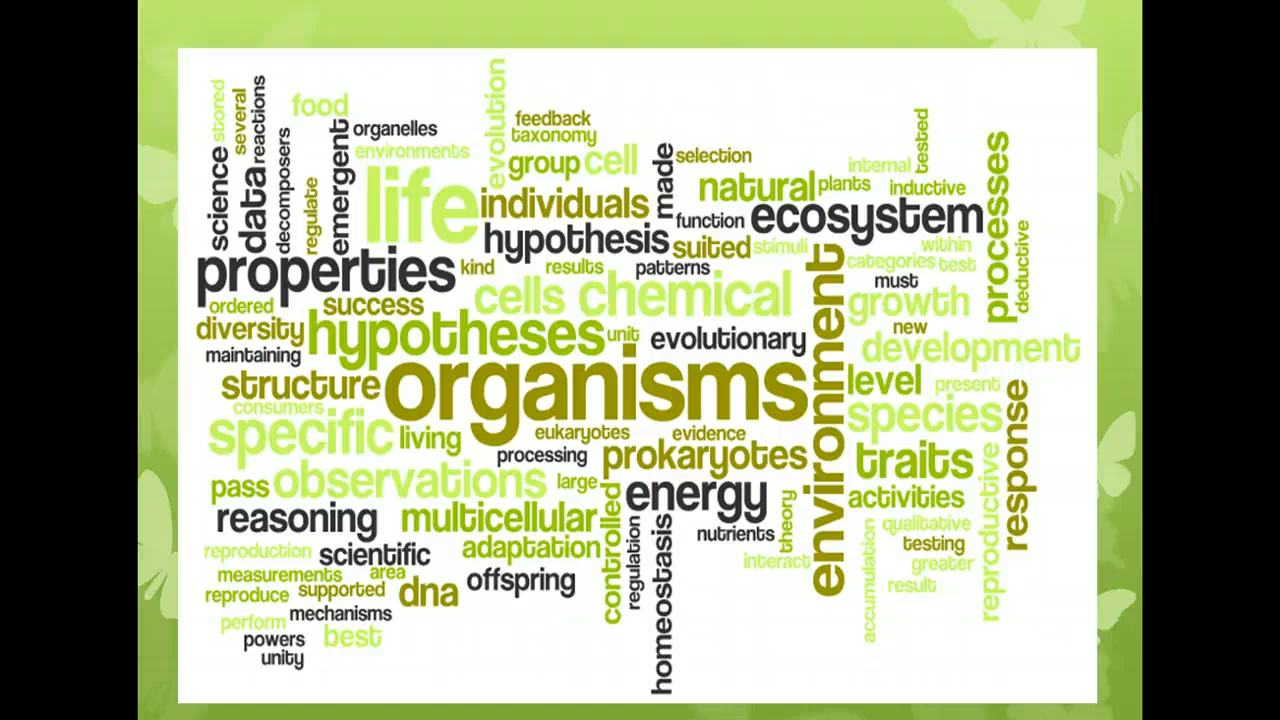 stored
several
reactions
food
organelles
evolution
feedback
taxonomy
environments
group
cell
made
selection
internal
tested
processes
science
data
decomposers
regulate
emergent
life
individuals
natural
plants
inductive
function
ecosystem
hypothesis
suited
stimuli
within
deductive
properties
kind
results
patterns
categories
test
must
ordered
success
cells
chemical
environment
growth
diversity
hypotheses
unit
evolutionary
new
development
maintaining
structure
organisms
level
present
consumers
species
response
specific
living
eukaryotes
evidence
processing
prokaryotes
traits
pass
observations
large
energy
activities
reproductive
reasoning
multicellular
controlled
nutrients
theory
qualitative
reproduction
scientific
adaptation
regulation
homeostasis
interact
accumulation
testing
greater
measurements
area
offspring
result
reproduce
supported
dna
mechanisms
perform
powers
best
unity